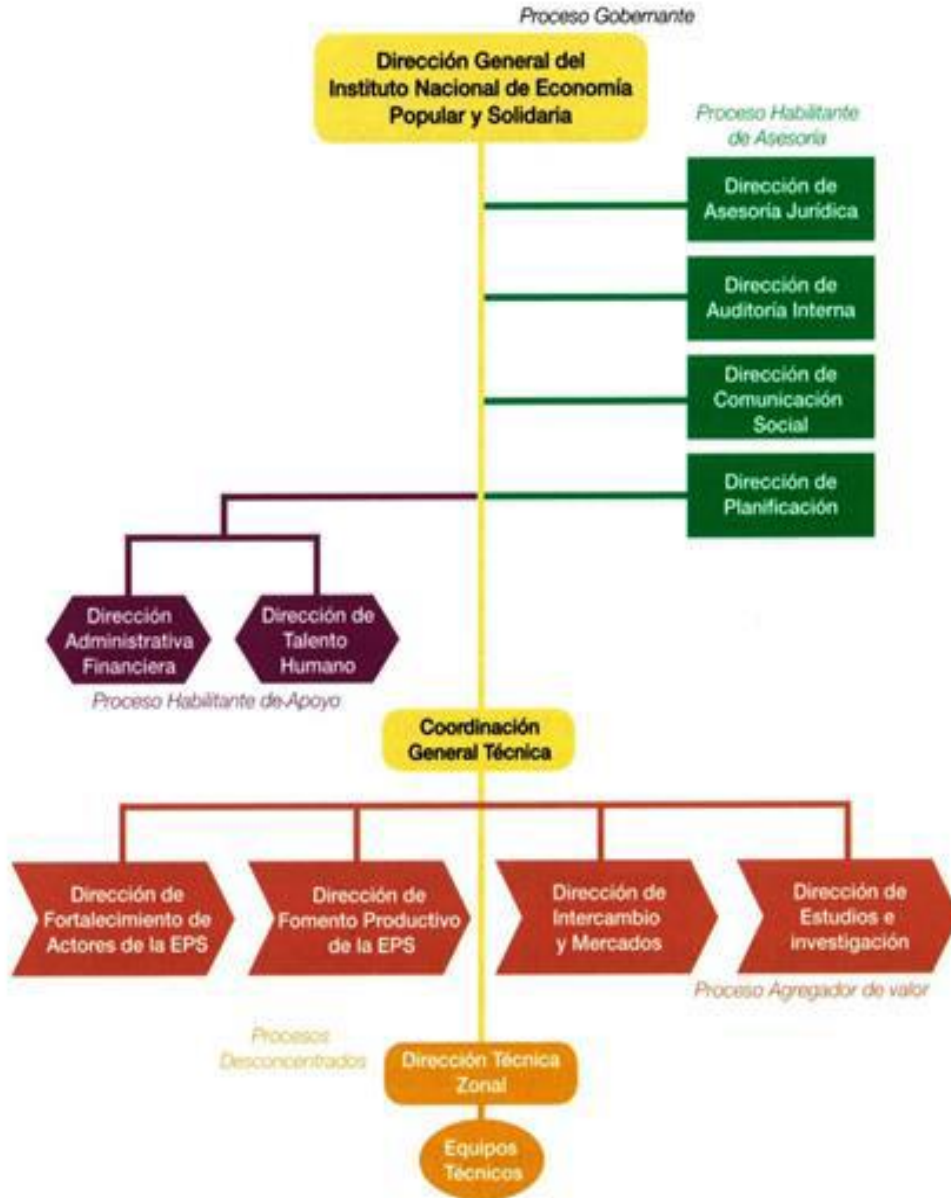 Proceso Gobernante
Dirección General del
Instituto Nacional de Economía
Popular y Solidaria
Proceso Habilitante
de Asesoría
Dirección de
Asesoría Jurídica
Dirección de
Auditoría Interna
Dirección de
Comunicación
Social
Dirección de
Planificación
Dirección
Administrativa
Financiera
Dirección de
Talento
Humano
Proceso Habilitante de Apoyo
Coordinación
General Técnica
Dirección de
Fortalecimiento de
Actores de la EPS
Dirección de
Fomento Productivo
de la EPS
Dirección de
Intercambio
y Mercados
Dirección de
Estudios e
investigación
Proceso Agregador de valor
Procesos
Desconcentrados
Dirección Técnica
Zonal
Equipos
Técnicos